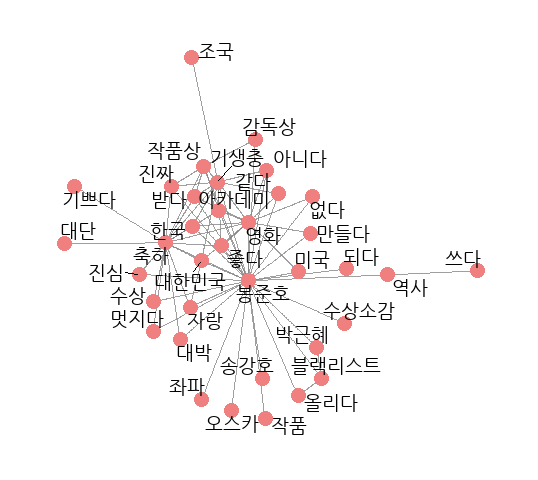 조국
감독상
작품상
기생충
아니다
진짜
같다
기쁘다
받다
아카데미
없다
대단
한국
영화
만들다
축하
좋다
미국
되다
쓰다
진심
대한민국
역사
수상
봉준호
멋지다
자랑
수상소감
박근혜
대박
송강호
블랙리스트
좌파
올리다
오스카
작품